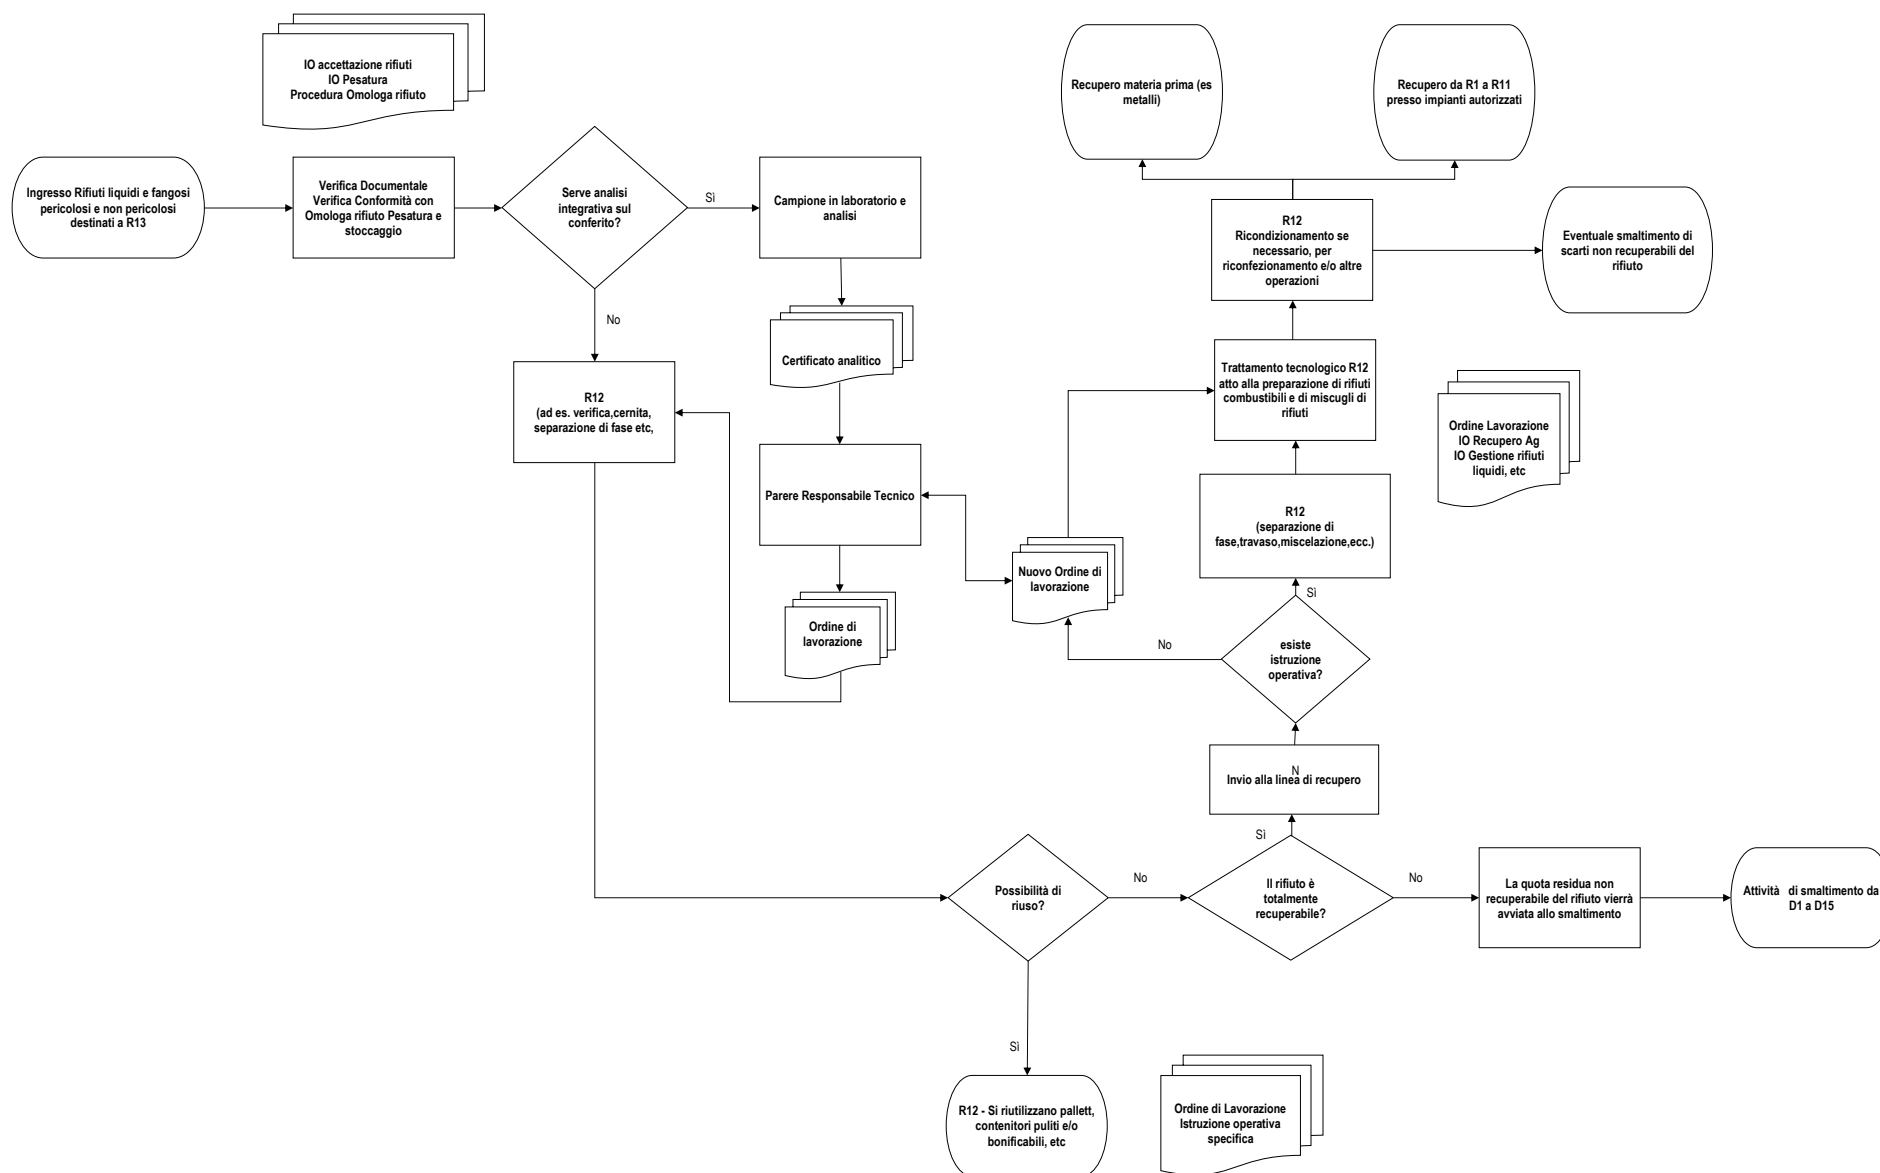 IO accettazione rifiuti
IO Pesatura
Procedura Omologa rifiuto
Recupero materia prima (es
metalli)
Recupero da R1 a R11
presso impianti autorizzati
Ingresso Rifiuti liquidi e fangosi
pericolosi e non pericolosi
destinati a R13
Verifica Documentale
Verifica Conformità con
Omologa rifiuto Pesatura e
stoccaggio
Serve analisi
integrativa sul
conferito?
Sì
Campione in laboratorio e
analisi
R12
Ricondizionamento se
necessario, per
riconfezionamento e/o altre
operazioni
Eventuale smaltimento di
scarti non recuperabili del
rifiuto
No
Certificato analitico
R12
(ad es. verifica,cernita,
separazione di fase etc,
Trattamento tecnologico R12
atto alla preparazione di rifiuti
combustibili e di miscugli di
rifiuti
Ordine Lavorazione
IO Recupero Ag
IO Gestione rifiuti
liquidi, etc
Parere Responsabile Tecnico
R12
(separazione di
fase,travaso,miscelazione,ecc.)
Nuovo Ordine di
lavorazione
Sì
Ordine di
lavorazione
No
esiste
istruzione
operativa?
N
Invio alla linea di recupero
Sì
Possibilità di
riuso?
No
Il rifiuto è
totalmente
recuperabile?
No
La quota residua non
recuperabile del rifiuto vierrà
avviata allo smaltimento
Attività di smaltimento da
D1 a D15
Sì
R12 - Si riutilizzano pallett,
contenitori puliti e/o
bonificabili, etc
Ordine di Lavorazione
Istruzione operativa
specifica